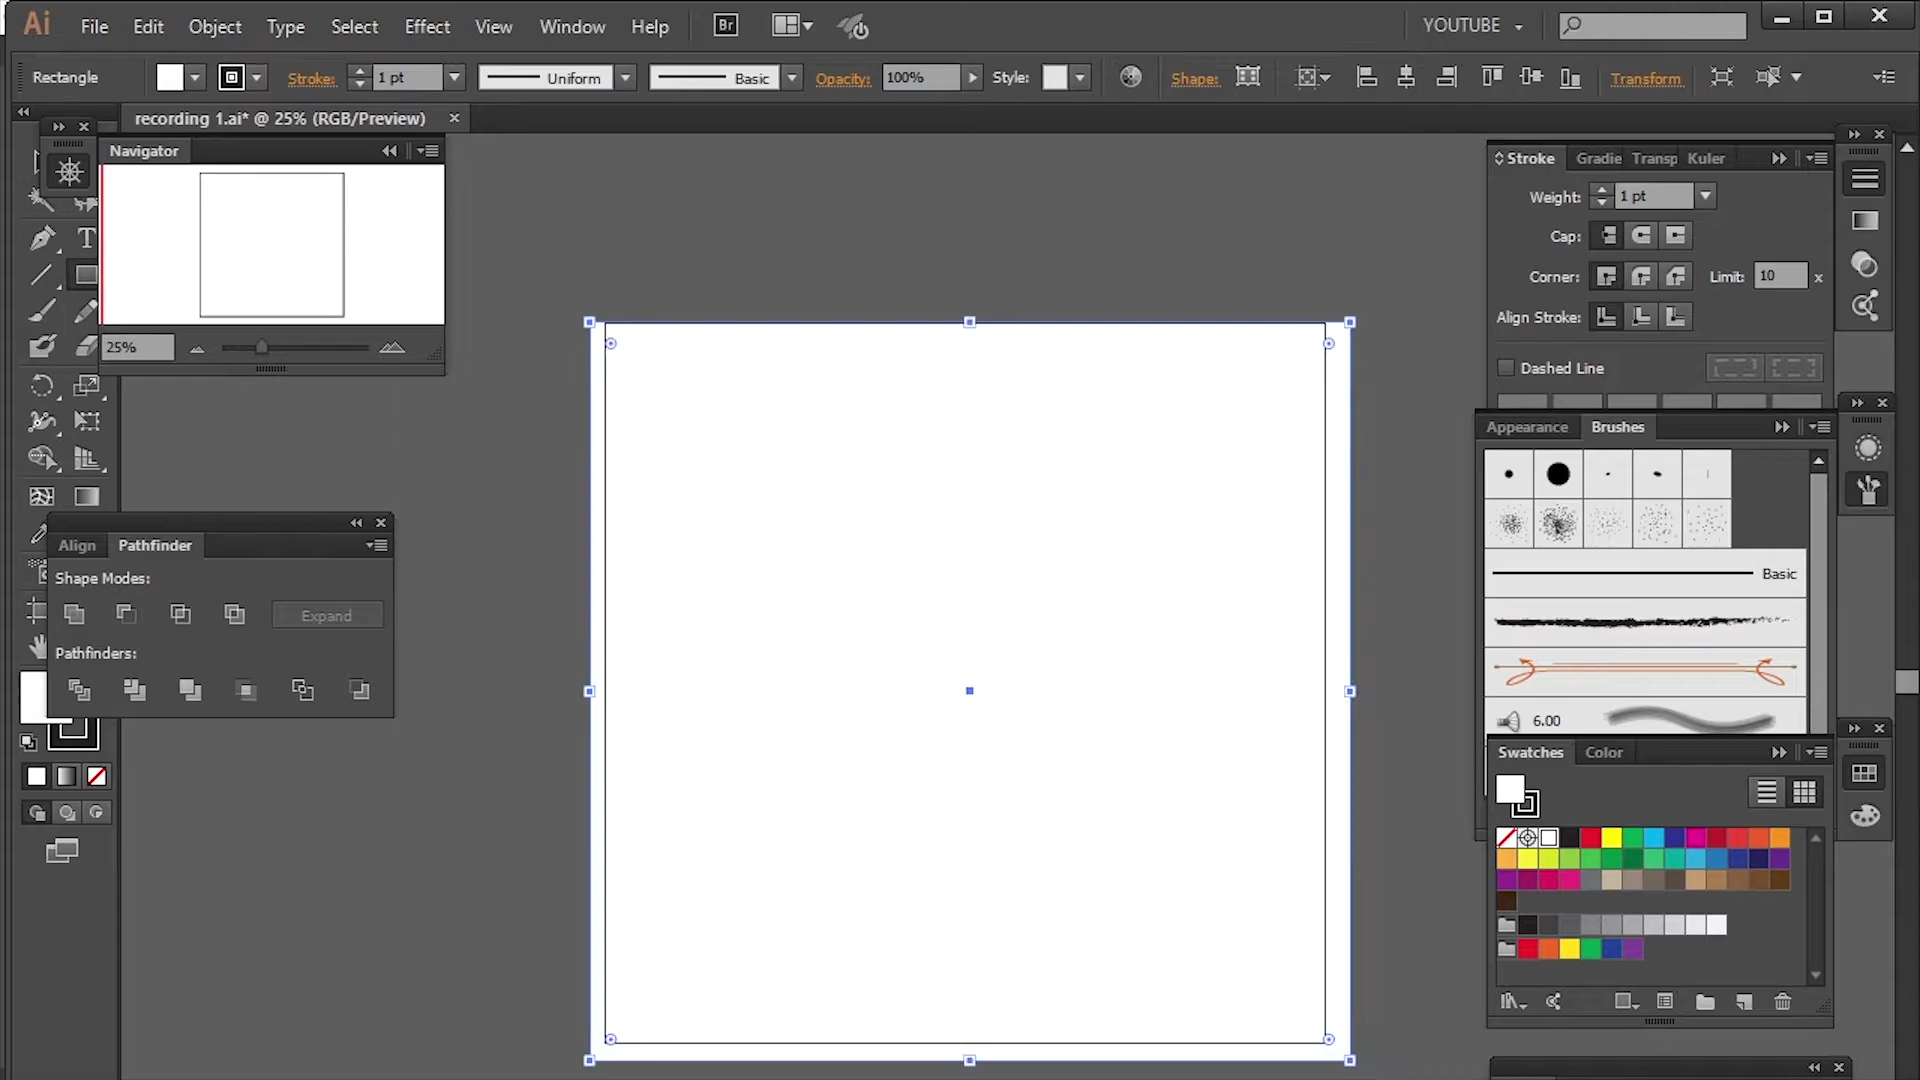 Ai File Edit Object Type Select Effect View Window Help Br YOUTUBE
Rectangle Stroke: 1 pt Uniform Basic Opacity: 100% Style: Shape: Transform
recording 1.ai* @ 25% (RGB/Preview)
Navigator
25%
Stroke Gradie Transp Kuler
Weight: 1 pt
Cap:
Corner: Limit: 10 x
Align Stroke:
Dashed Line
Appearance Brushes
Basic
6.00
Align Pathfinder
Shape Modes:
Expand
Pathfinders:
Swatches Color
T